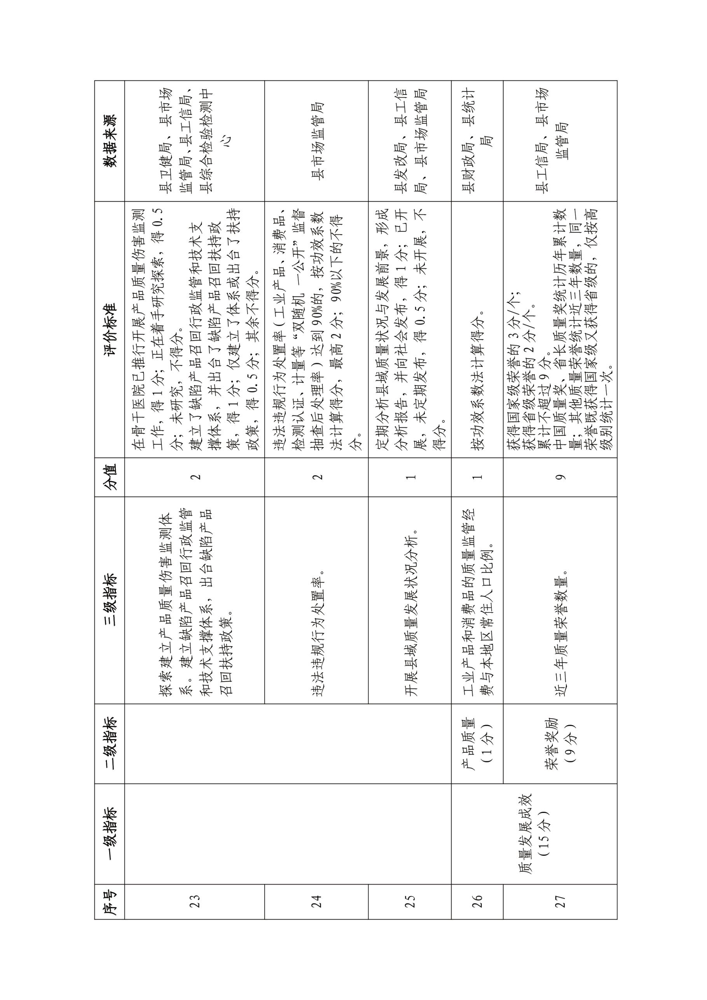 序号
一级指标
二级指标
三级指标
分值
评价标准
数据来源
23
探索建立产品质量伤害监测体
系。建立缺陷产品召回行政监管
和技术支撑体系，出台缺陷产品
召回扶持政策。
2
在骨干医院已推行开展产品质量伤害监测
工作，得1分；正在着手研究探索，得0.5
分；未研究，不得分。
建立了缺陷产品召回行政监管和技术支
撑体系，并出台了缺陷产品召回扶持政
策，得1分；仅建立了体系或出台了扶持
政策，得0.5分；其余不得分。
县卫健局、县市场
监管局、县工信局、
县综合检验检测中
心
24
违法违规行为处置率。
2
违法违规行为处置率（工业产品、消费品、
检测认证、计量等“双随机 一公开”监督
抽查后处理率）达到90%的，按功效系数
法计算得分，最高2分；90%以下的不得
分。
县市场监管局
25
开展县域质量发展状况分析。
1
定期分析县域质量状况与发展前景，形成
分析报告，并向社会发布，得1分；已开
展，未定期发布，得0.5分；未开展，不
得分。
县发改局、县工信
局、县市场监管局
质量发展成效
（15分）
26
产品质量
（1分）
工业产品和消费品的质量监管经
费与本地区常住人口比例。
1
按功效系数法计算得分。
县财政局、县统计
局
27
荣誉奖励
（9分）
近三年质量荣誉数量。
9
获得国家级荣誉的3分/个；
获得省级荣誉的2分/个。
累计不超过9分。
中国质量奖、省长质量奖统计历年累计数
量；其他质量荣誉统计近三年数量，同一
荣誉既获得国家级又获得省级的，仅按高
级别统计一次。
县工信局、县市场
监管局